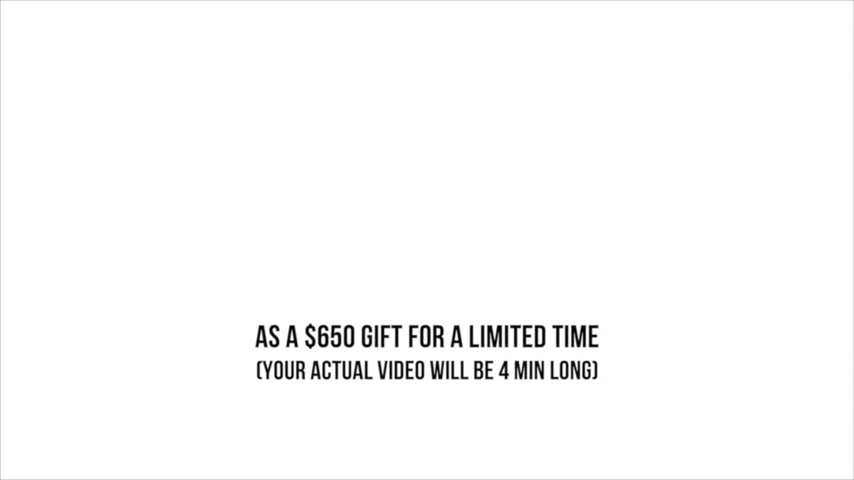 AS A $650 GIFT FOR A LIMITED TIME
(YOUR ACTUAL VIDEO WILL BE 4 MIN LONG)